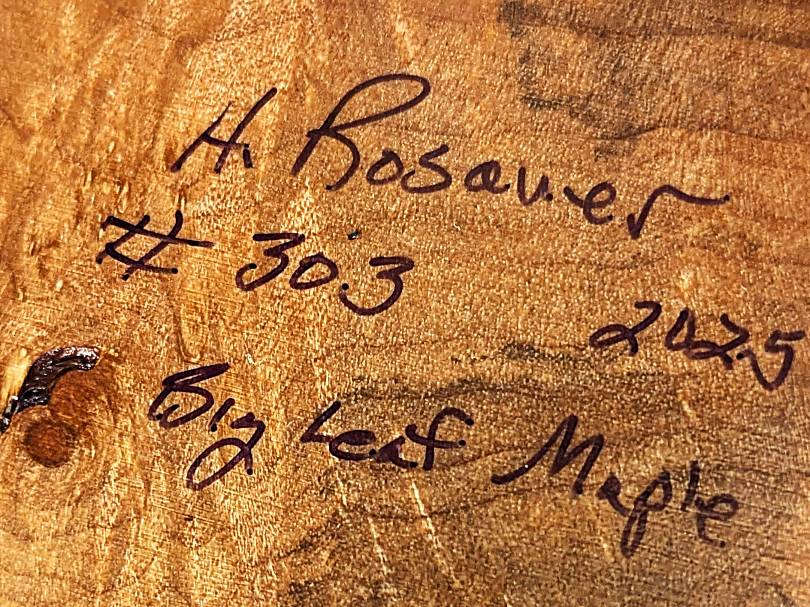 H. Rosauer
# 303
2025
Big Leaf Maple